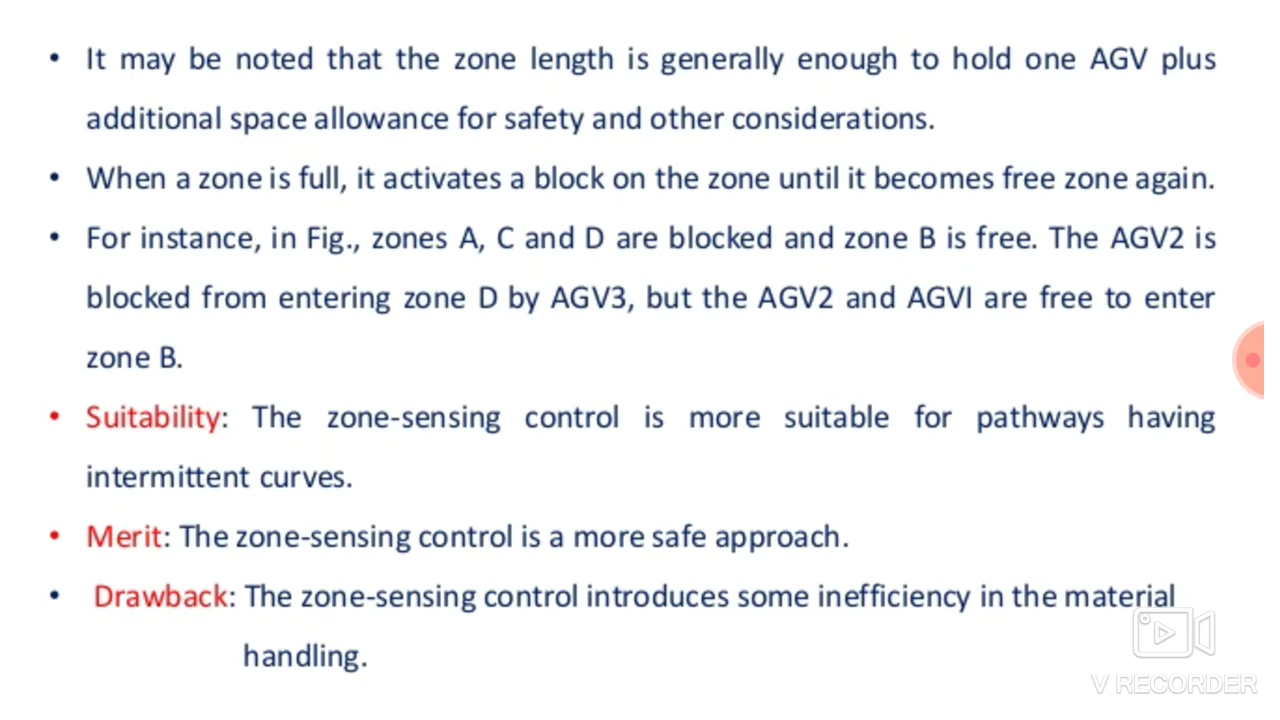 • It may be noted that the zone length is generally enough to hold one AGV plus
additional space allowance for safety and other considerations.
• When a zone is full, it activates a block on the zone until it becomes free zone again.
• For instance, in Fig., zones A, C and D are blocked and zone B is free. The AGV2 is
blocked from entering zone D by AGV3, but the AGV2 and AGVI are free to enter
zone B.
• Suitability: The zone-sensing control is more suitable for pathways having
intermittent curves.
• Merit: The zone-sensing control is a more safe approach.
• Drawback: The zone-sensing control introduces some inefficiency in the material
handling.
V RECORDER